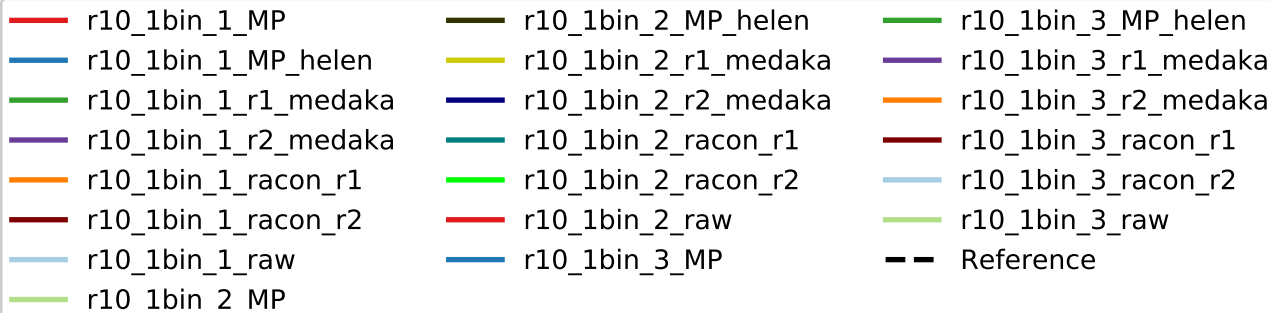 r10_1bin_1_MP
r10_1bin_1_MP_helen
r10_1bin_1_r1_medaka
r10_1bin_1_r2_medaka
r10_1bin_1_racon_r1
r10_1bin_1_racon_r2
r10_1bin_1_raw
r10_1bin_2_MP
r10_1bin_2_MP_helen
r10_1bin_2_r1_medaka
r10_1bin_2_r2_medaka
r10_1bin_2_racon_r1
r10_1bin_2_racon_r2
r10_1bin_2_raw
r10_1bin_3_MP
r10_1bin_3_MP_helen
r10_1bin_3_r1_medaka
r10_1bin_3_r2_medaka
r10_1bin_3_racon_r1
r10_1bin_3_racon_r2
r10_1bin_3_raw
Reference